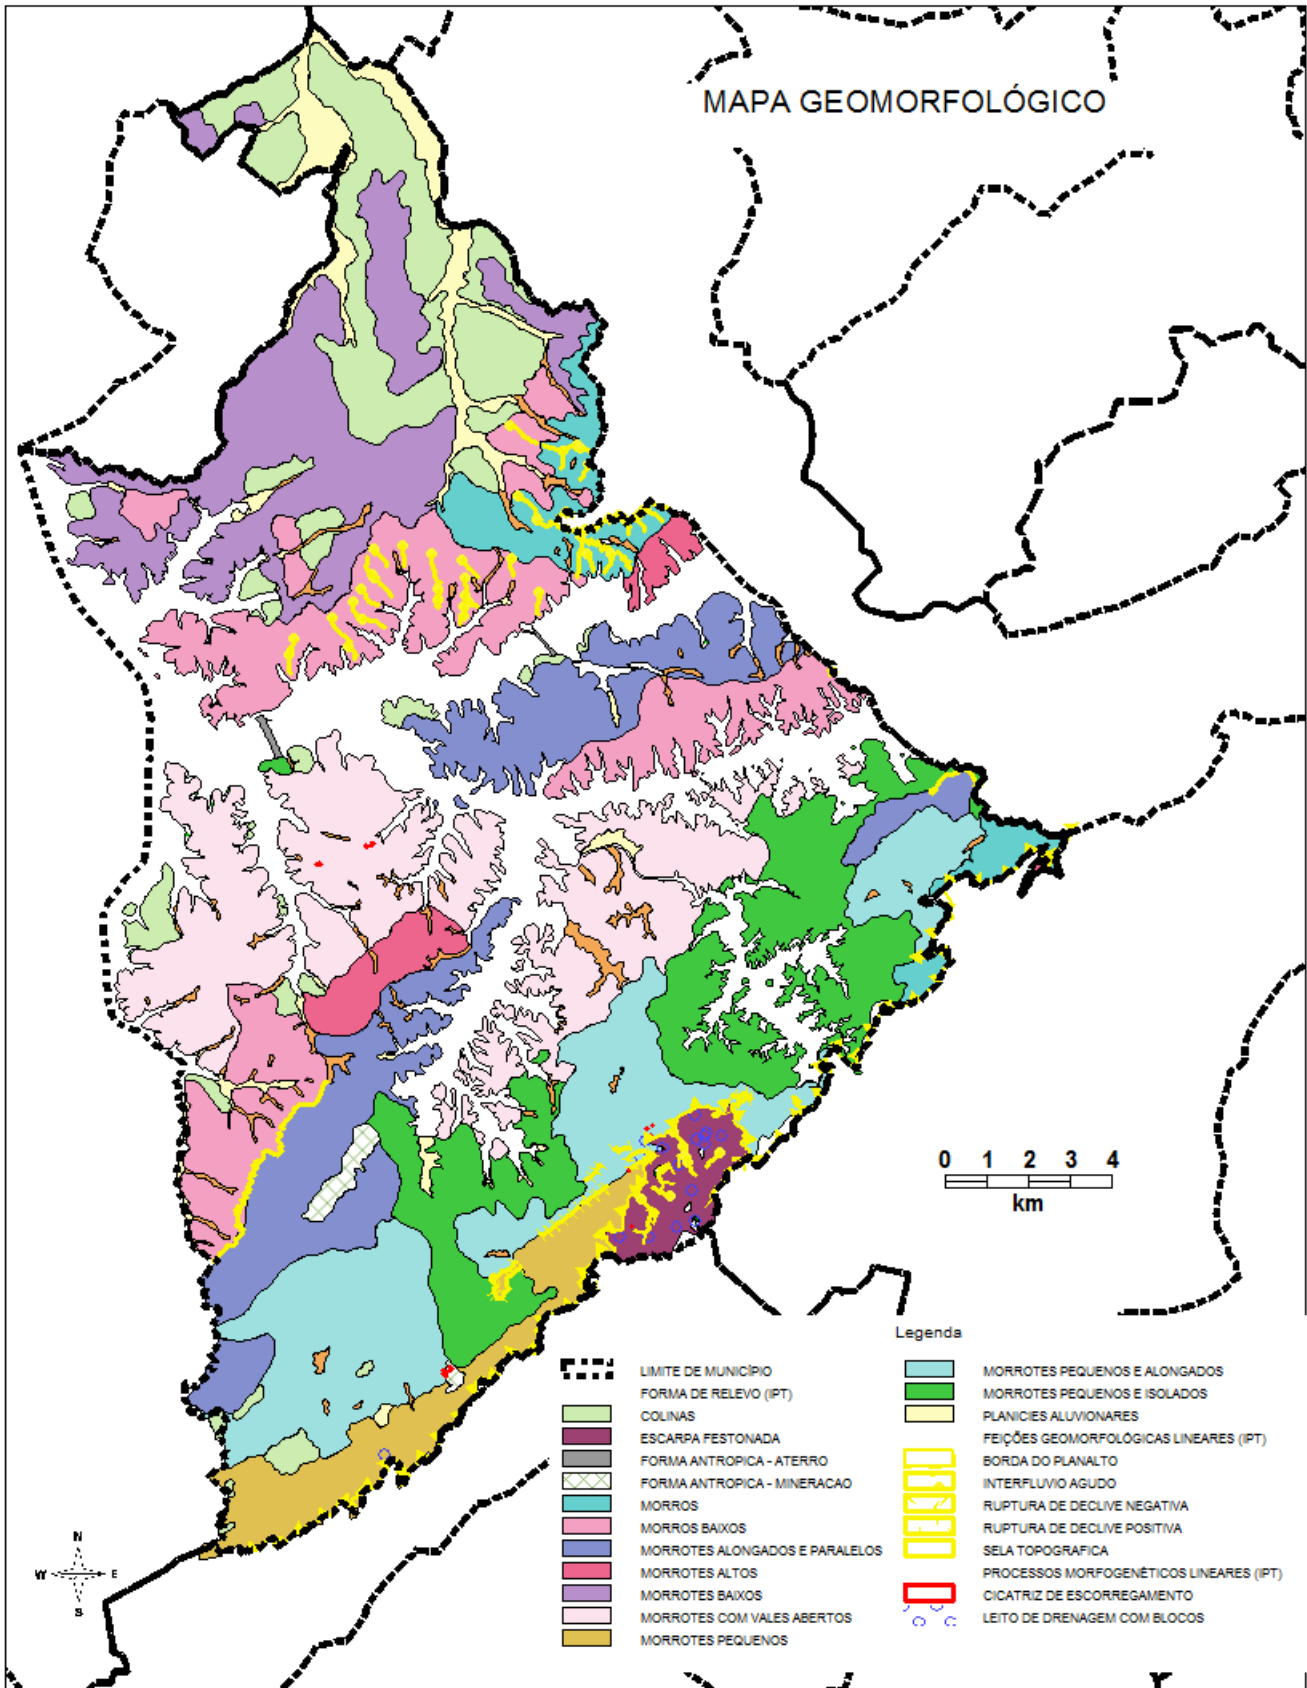 MAPA GEOMORFOLÓGICO
0 1 2 3 4
km
N
W E
S
Legenda
LIMITE DE MUNICÍPIO
FORMA DE RELEVO (IPT)
COLINAS
ESCARPA FESTONADA
FORMA ANTROPICA - ATERRO
FORMA ANTROPICA - MINERACAO
MORROS
MORROS BAIXOS
MORROTES ALONGADOS E PARALELOS
MORROTES ALTOS
MORROTES BAIXOS
MORROTES COM VALES ABERTOS
MORROTES PEQUENOS
MORROTES PEQUENOS E ALONGADOS
MORROTES PEQUENOS E ISOLADOS
PLANICIES ALUVIONARES
FEIÇÕES GEOMORFOLÓGICAS LINEARES (IPT)
BORDA DO PLANALTO
INTERFLUVIO AGUDO
RUPTURA DE DECLIVE NEGATIVA
RUPTURA DE DECLIVE POSITIVA
SELA TOPOGRAFICA
PROCESSOS MORFOGENÉTICOS LINEARES (IPT)
CICATRIZ DE ESCORREGAMENTO
LEITO DE DRENAGEM COM BLOCOS